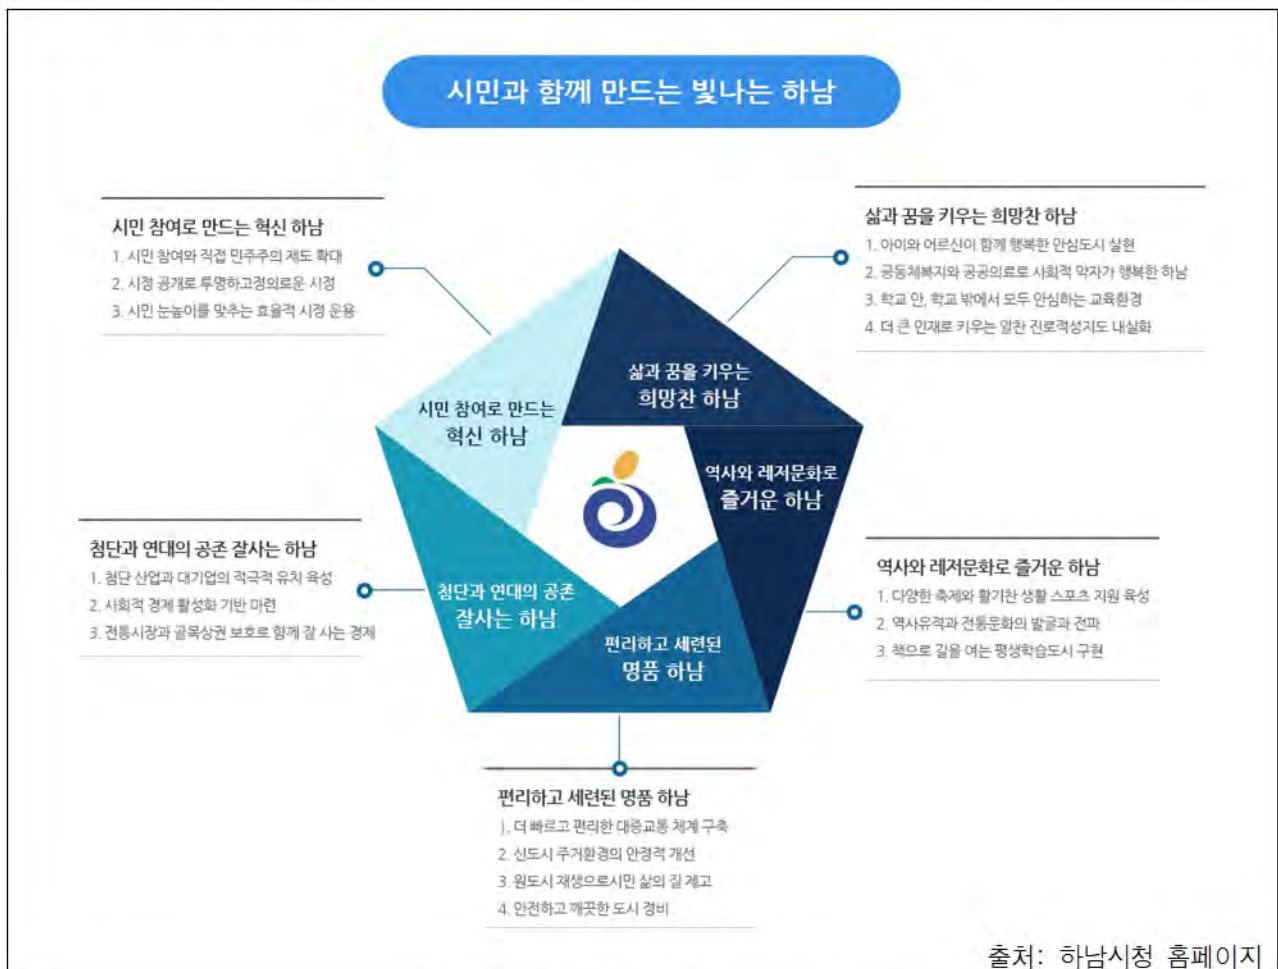 시민과 함께 만드는 빛나는 하남
시민 참여로 만드는 혁신 하남
1. 시민 참여와 직접 민주주의 제도 확대
2. 시정 공개로 투명하고정의로운 시정
3. 시민 눈높이를 맞추는 효율적 시정 운용
삶과 꿈을 키우는 희망찬 하남
1. 아이와 어르신이 함께 행복한 안심도시 실현
2. 공동체복지와 공공의료로 사회적 약자가 행복한 하남
3. 학교 안, 학교 밖에서 모두 안심하는 교육환경
4. 더 큰 인재로 키우는 알찬 진로적성지도 내실화
삶과 꿈을 키우는
희망찬 하남
시민 참여로 만드는
혁신 하남
역사와 레저문화로
즐거운 하남
첨단과 연대의 공존
잘사는 하남
편리하고 세련된
명품 하남
첨단과 연대의 공존 잘사는 하남
1. 첨단 산업과 대기업의 적극적 유치 육성
2. 사회적 경제 활성화 기반 마련
3. 전통시장과 골목상권 보호로 함께 잘 사는 경제
역사와 레저문화로 즐거운 하남
1. 다양한 축제와 활기찬 생활 스포츠 지원 육성
2. 역사유적과 전통문화의 발굴과 전파
3. 책으로 길을 여는 평생학습도시 구현
편리하고 세련된 명품 하남
1. 더 빠르고 편리한 대중교통 체계 구축
2. 신도시 주거환경의 안정적 개선
3. 원도시 재생으로시민 삶의 질 제고
4. 안전하고 깨끗한 도시 정비
출처: 하남시청 홈페이지